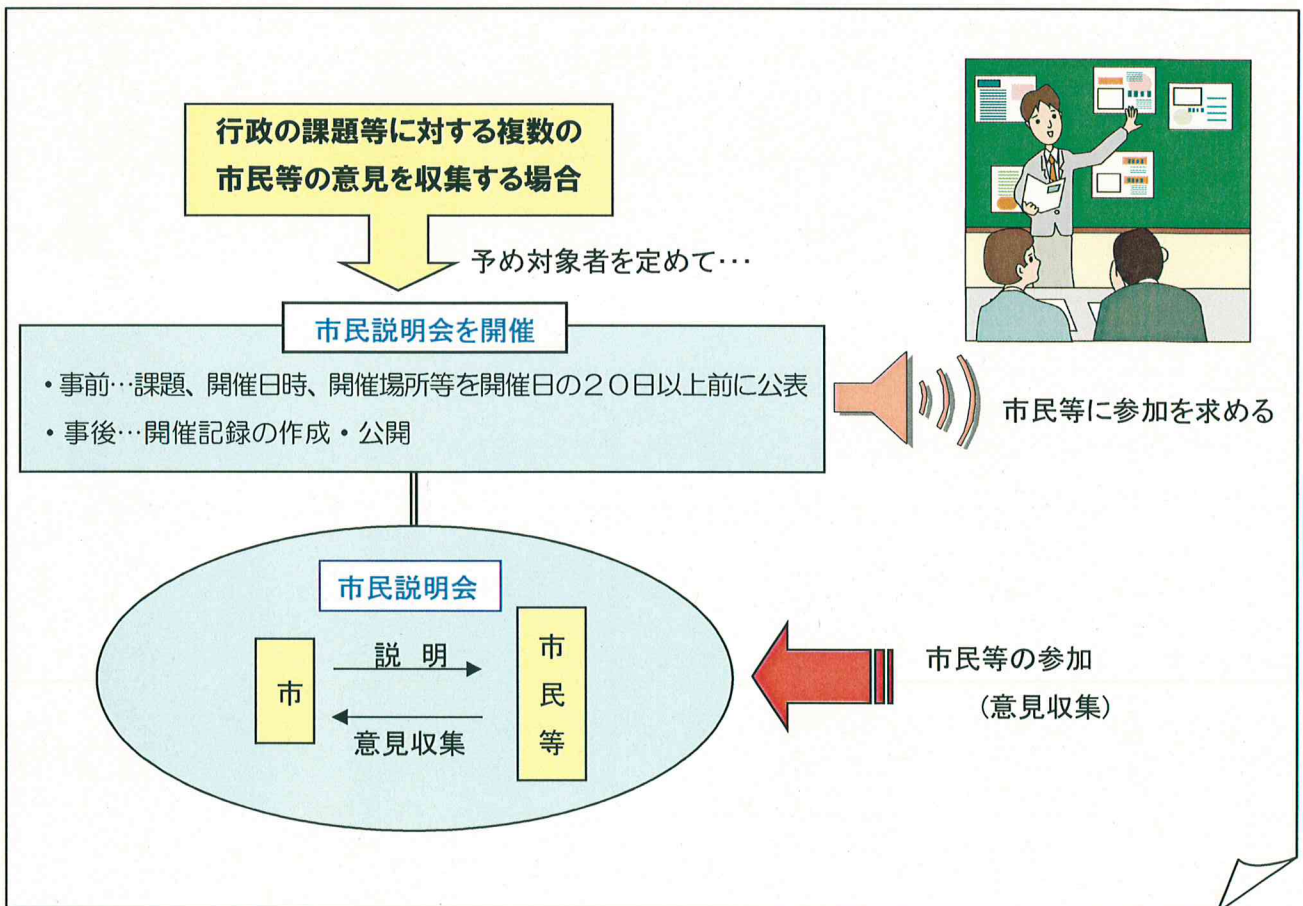 行政の課題等に対する複数の
市民等の意見を収集する場合
予め対象者を定めて…
市民説明会を開催
・事前…課題、開催日時、開催場所等を開催日の２０日以上前に公表
・事後…開催記録の作成・公開
市民等に参加を求める
市民説明会
市
説 明
意見収集
市民等
市民等の参加
(意見収集)